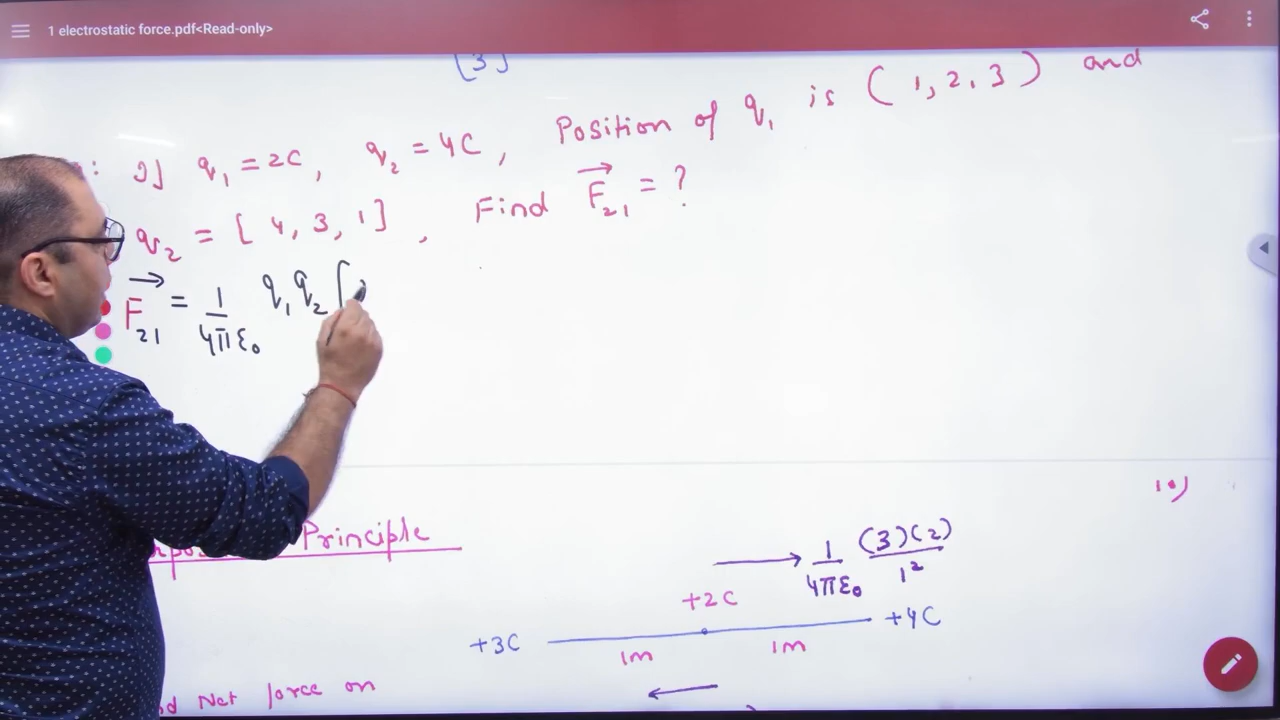 1 electrostatic force.pdf<Read-only>
[3]
: If q₁ = 2C, q₂ = 4C, Position of q₁ is (1, 2, 3) and
q₂ = [4, 3, 1], Find F⃗₂₁ = ?
F⃗₂₁ = 1/4πε₀ q₁q₂ [
10)
Principle
1/4πε₀ (3)(2)/1²
+2C
+3C +4C
1m 1m
Net force on